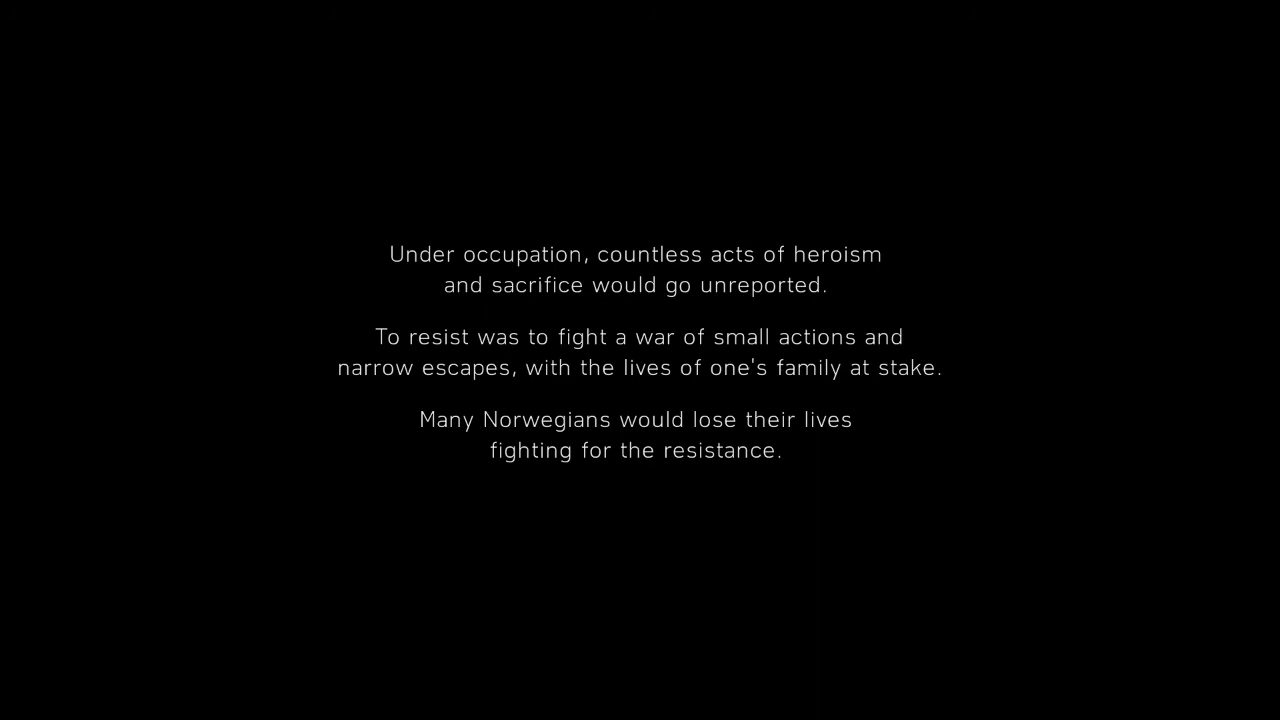 Under occupation, countless acts of heroism
and sacrifice would go unreported.
To resist was to fight a war of small actions and
narrow escapes, with the lives of one's family at stake.
Many Norwegians would lose their lives
fighting for the resistance.